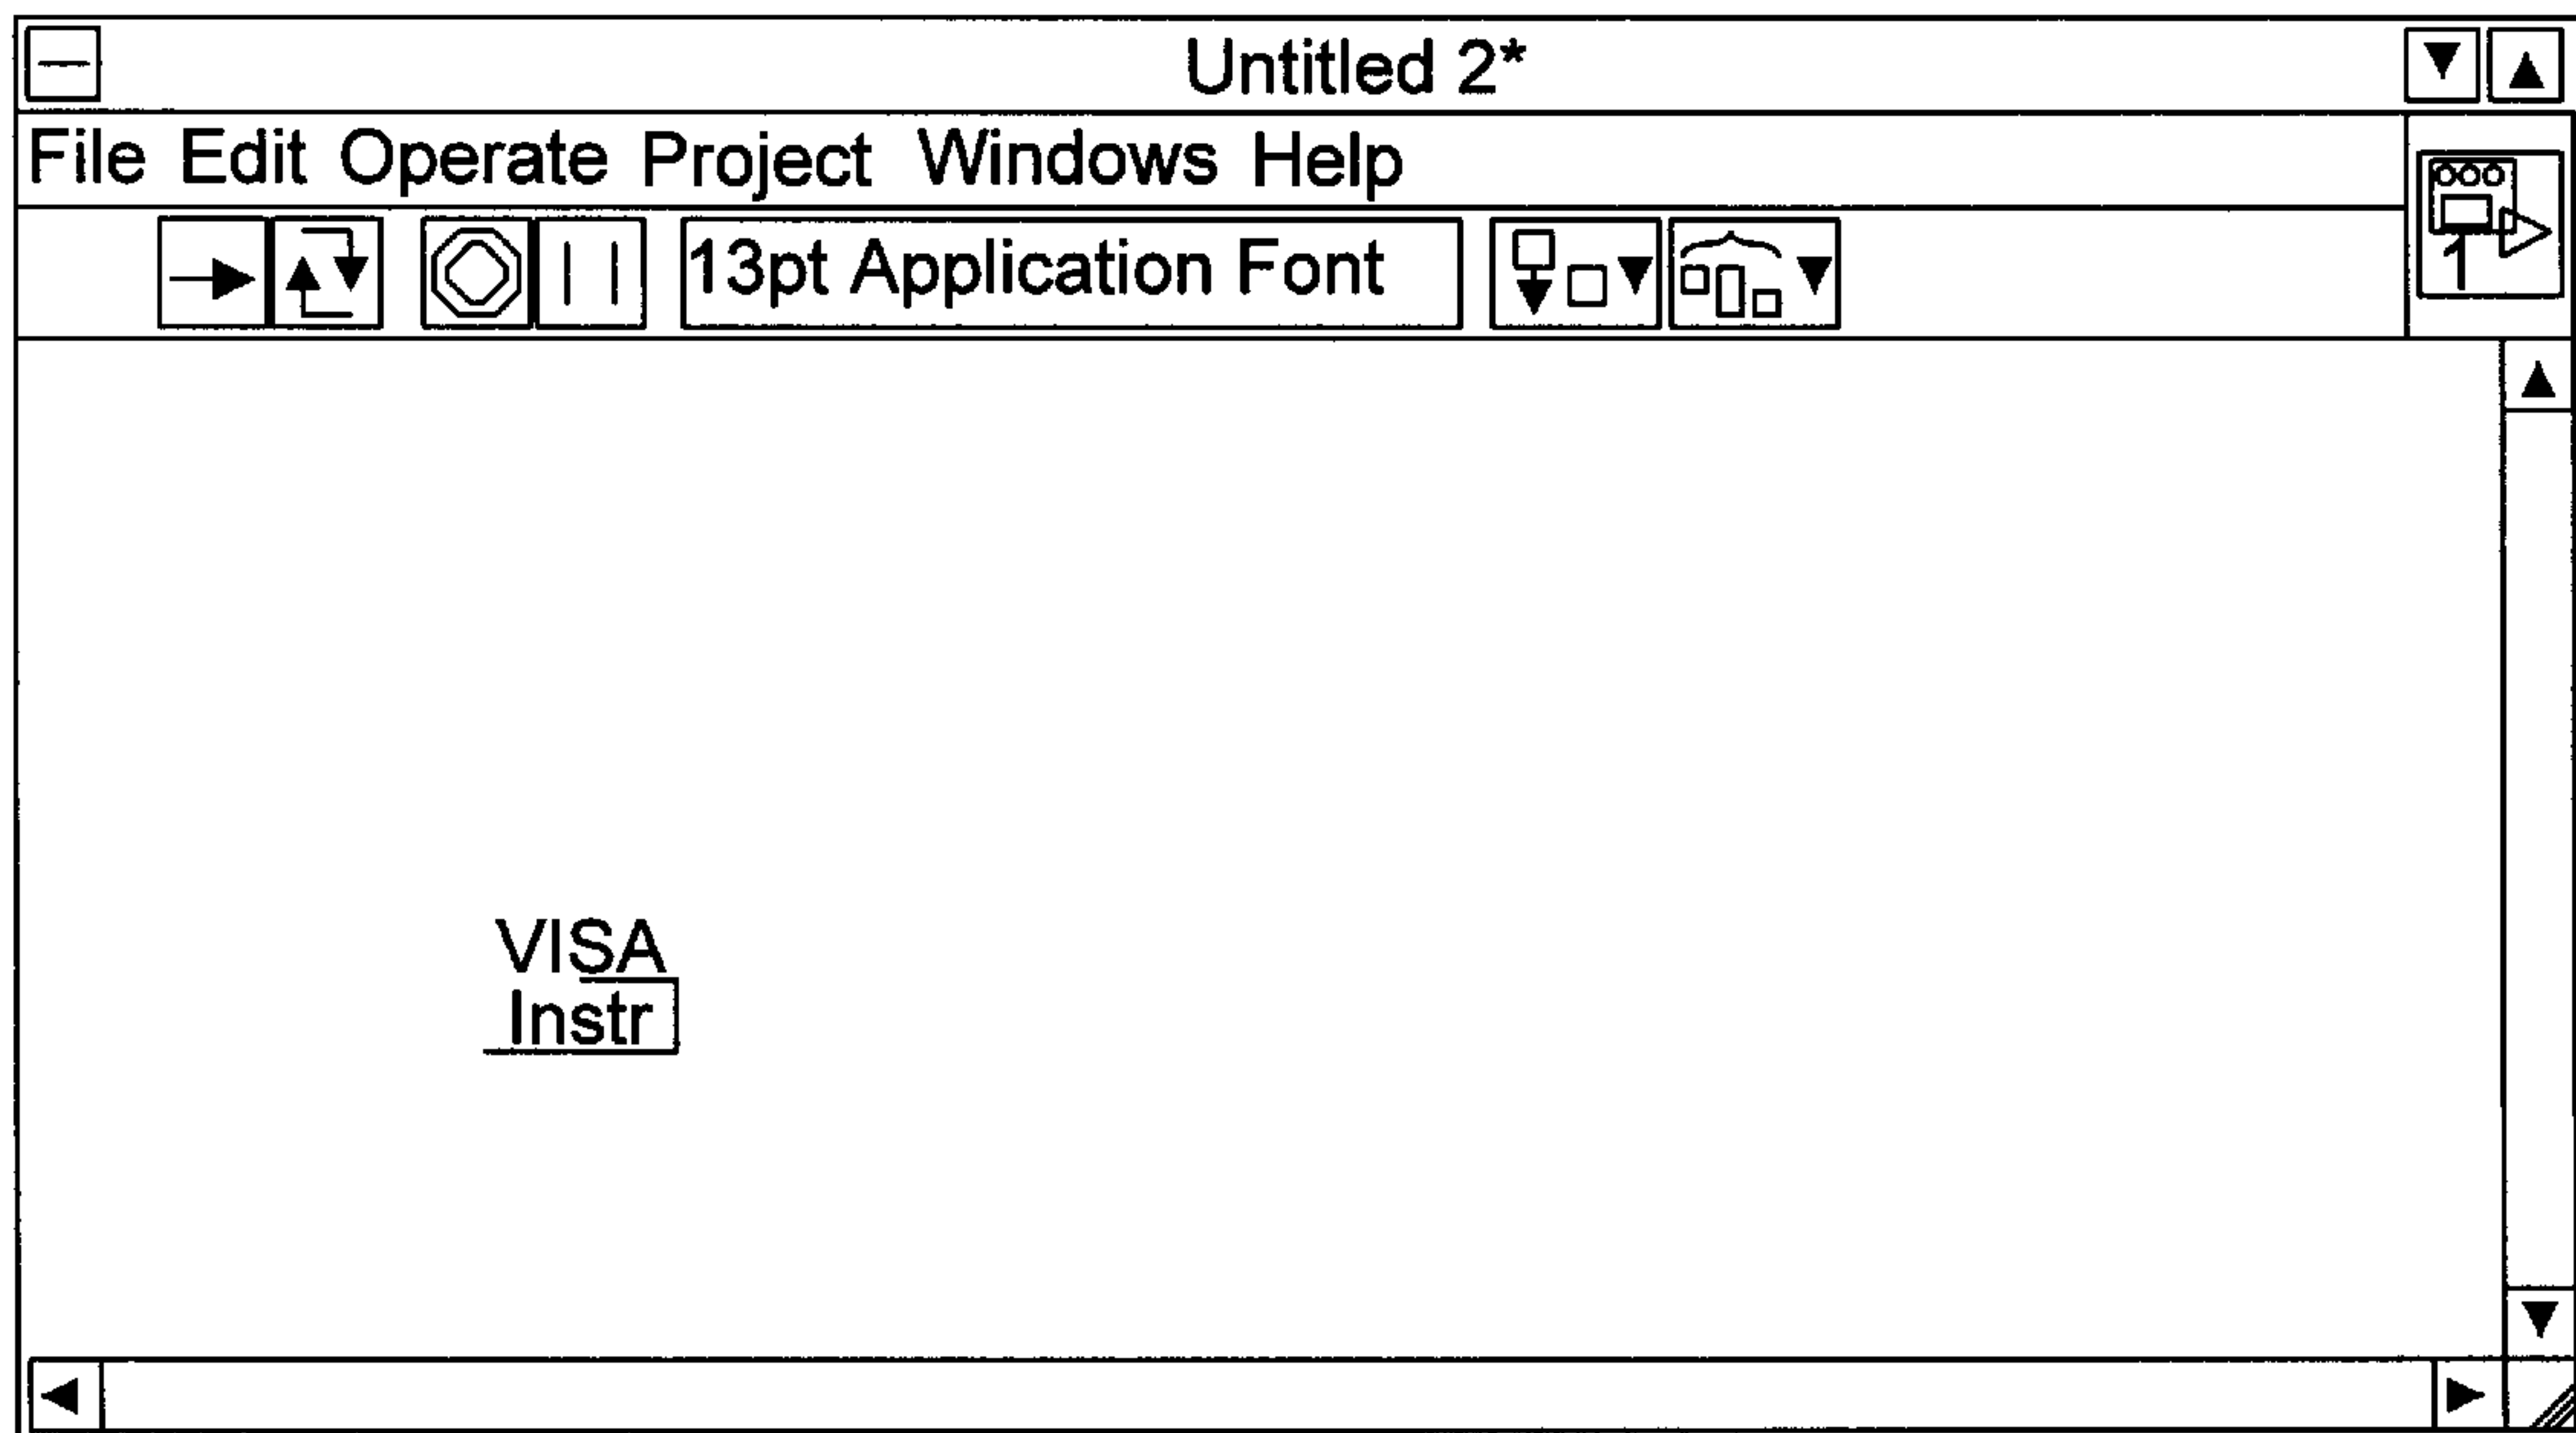 Untitled 2*
File Edit Operate Project Windows Help
13pt Application Font
1
VISA
Instr